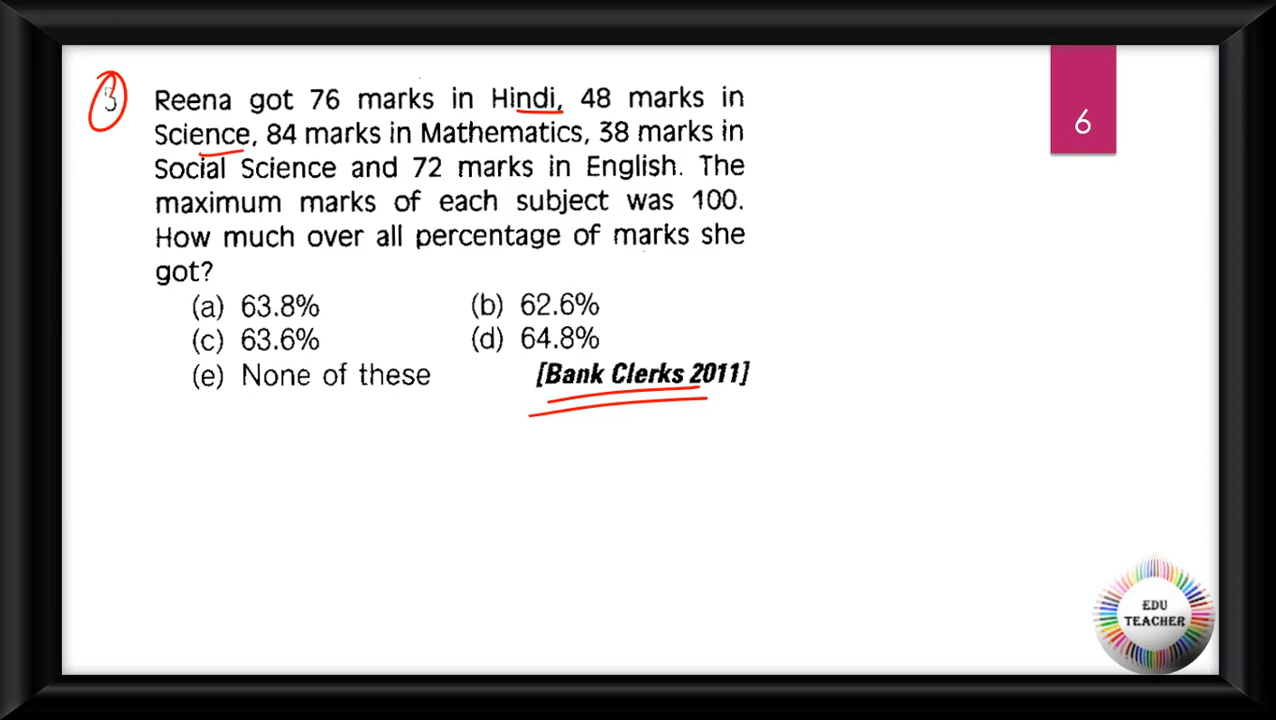 3
6
Reena got 76 marks in Hindi, 48 marks in
Science, 84 marks in Mathematics, 38 marks in
Social Science and 72 marks in English. The
maximum marks of each subject was 100.
How much over all percentage of marks she
got?
(a) 63.8% (b) 62.6%
(c) 63.6% (d) 64.8%
(e) None of these [Bank Clerks 2011]
EDU
TEACHER